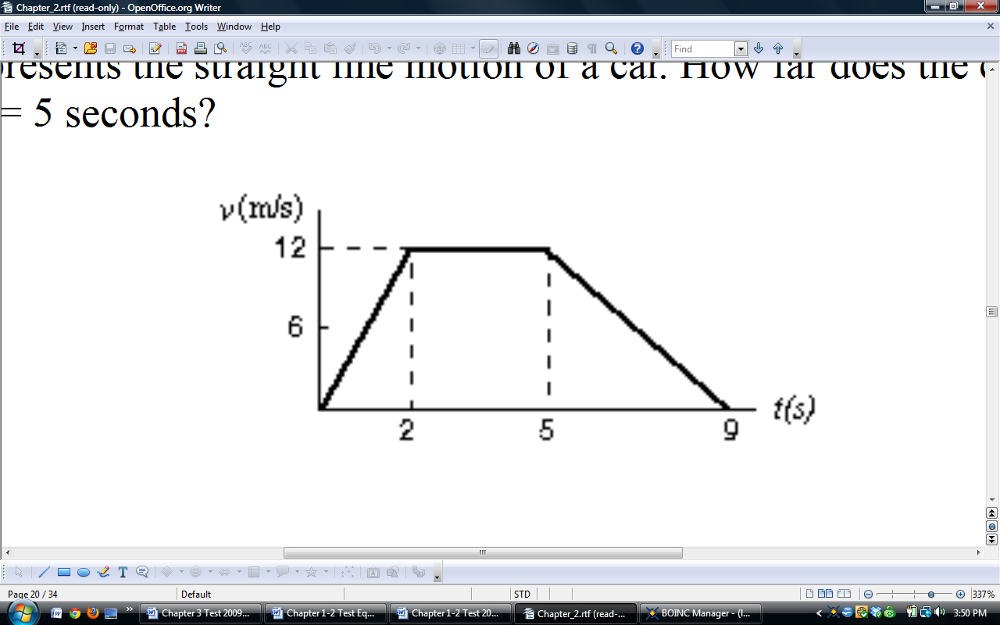 Chapter_2.rtf (read-only) - OpenOffice.org Writer
File Edit View Insert Format Table Tools Window Help
Find
presents the straight line motion of a car. How far does the
= 5 seconds?
v(m/s)
12
6
2 5 9 t(s)
Page 20 / 34 Default STD 337%
Chapter 3 Test 2009... Chapter 1-2 Test Eq... Chapter 1-2 Test 20... Chapter_2.rtf (read-... BOINC Manager - (l... 3:50 PM